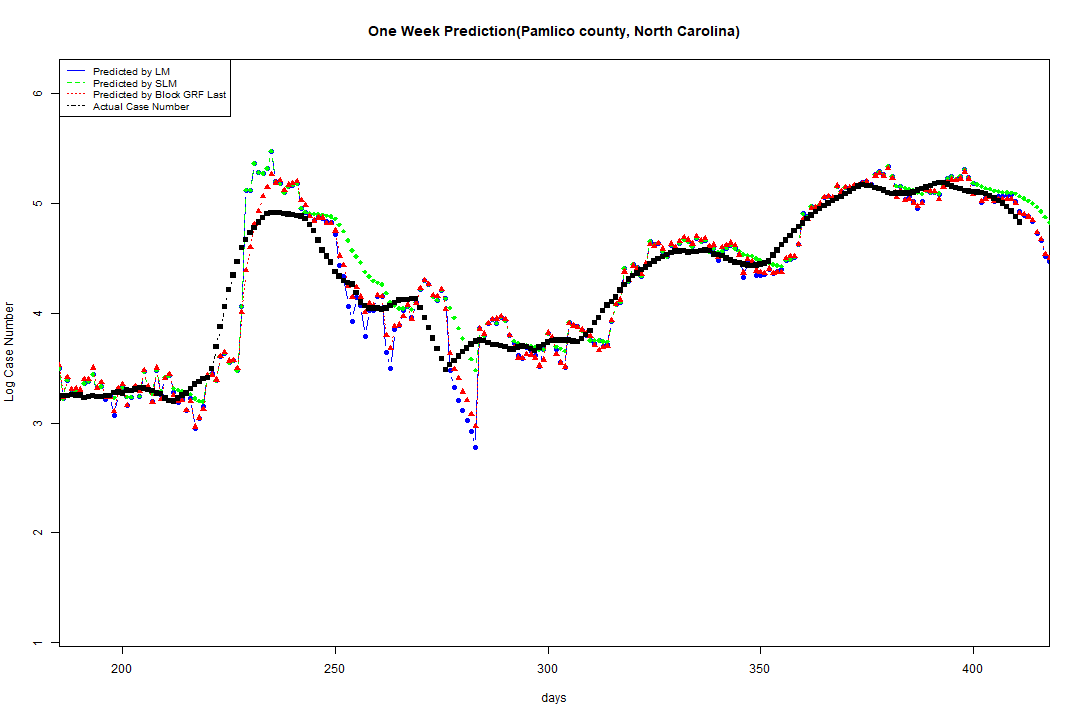 One Week Prediction(Pamlico county, North Carolina)
Predicted by LM
Predicted by SLM
Predicted by Block GRF Last
Actual Case Number
Log Case Number
6
5
4
3
2
1
200 250 300 350 400
days